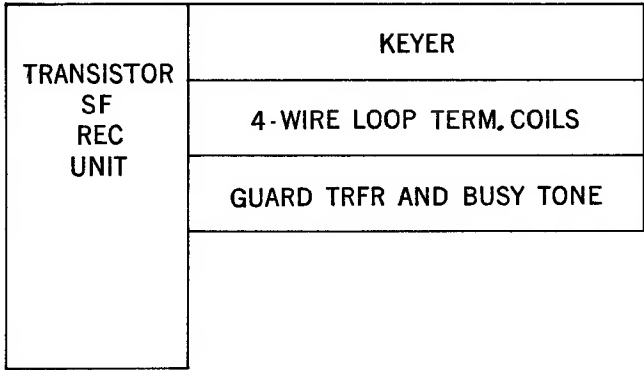 TRANSISTOR
SF
REC
UNIT
KEYER
4-WIRE LOOP TERM. COILS
GUARD TRFR AND BUSY TONE